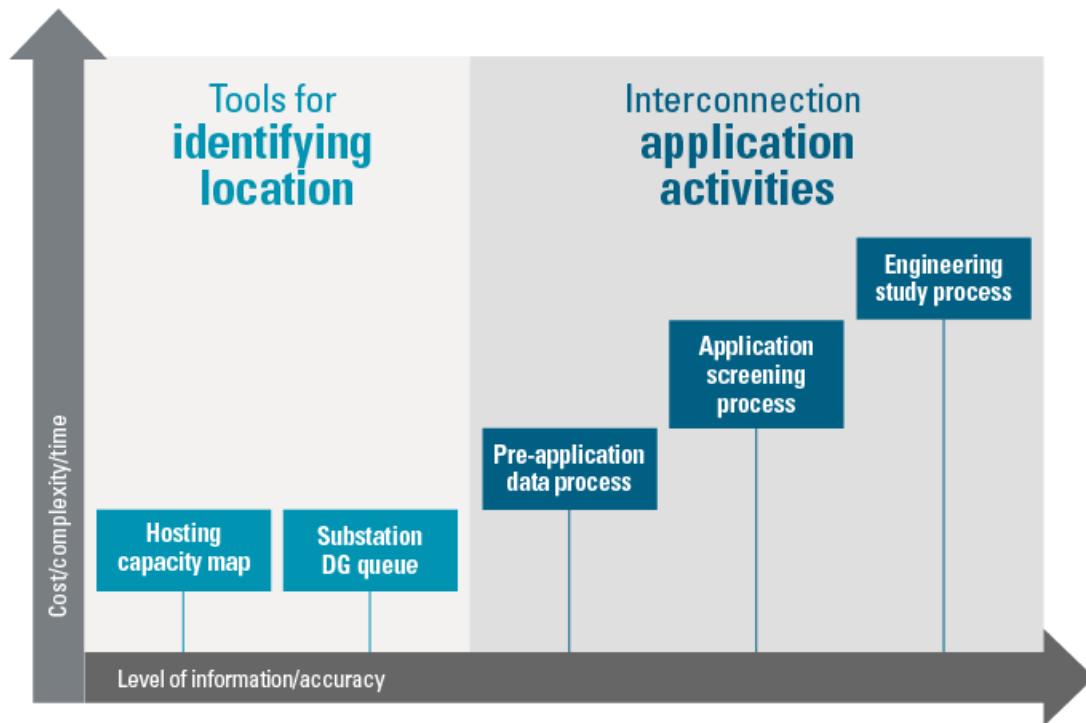 Tools for
identifying
location
Interconnection
application
activities
Engineering
study process
Application
screening
process
Pre-application
data process
Hosting
capacity map
Substation
DG queue
Cost/complexity/time
Level of information/accuracy